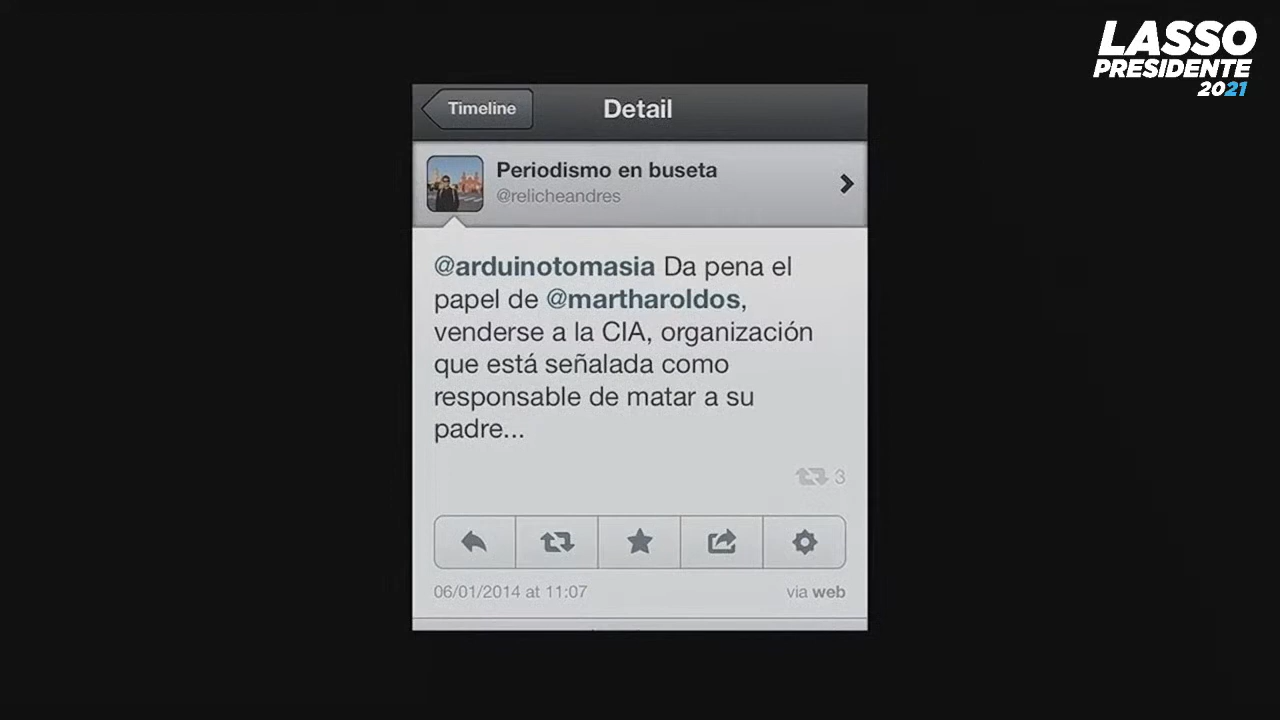 LASSO
PRESIDENTE
2021
Timeline
Detail
Periodismo en buseta
@relicheandres
@arduinotomasia Da pena el
papel de @martharoldos,
venderse a la CIA, organización
que está señalada como
responsable de matar a su
padre...
3
06/01/2014 at 11:07
via web